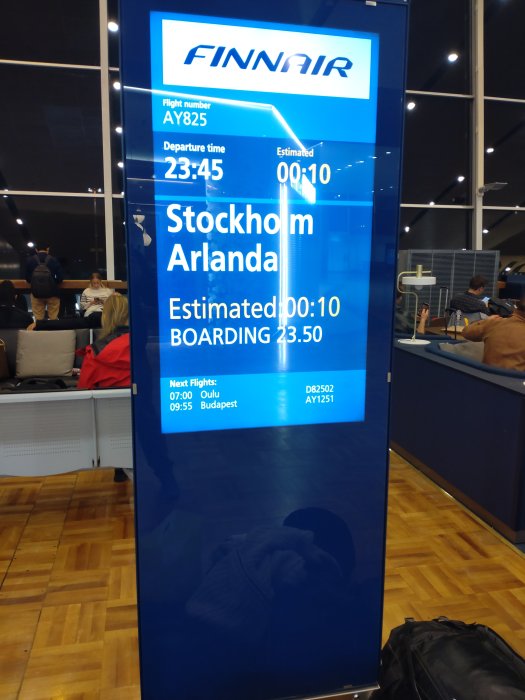 FINNAIR
Flight number
AY825
Departure time Estimated
23:45 00:10
Stockholm
Arlanda
Estimated 00:10
BOARDING 23.50
Next Flights:
07:00 Oulu D82502
09:55 Budapest AY1251